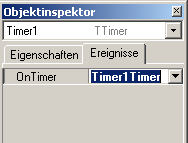 Objektinspektor
Timer1 TTimer
Eigenschaften Ereignisse
OnTimer Timer1Timer